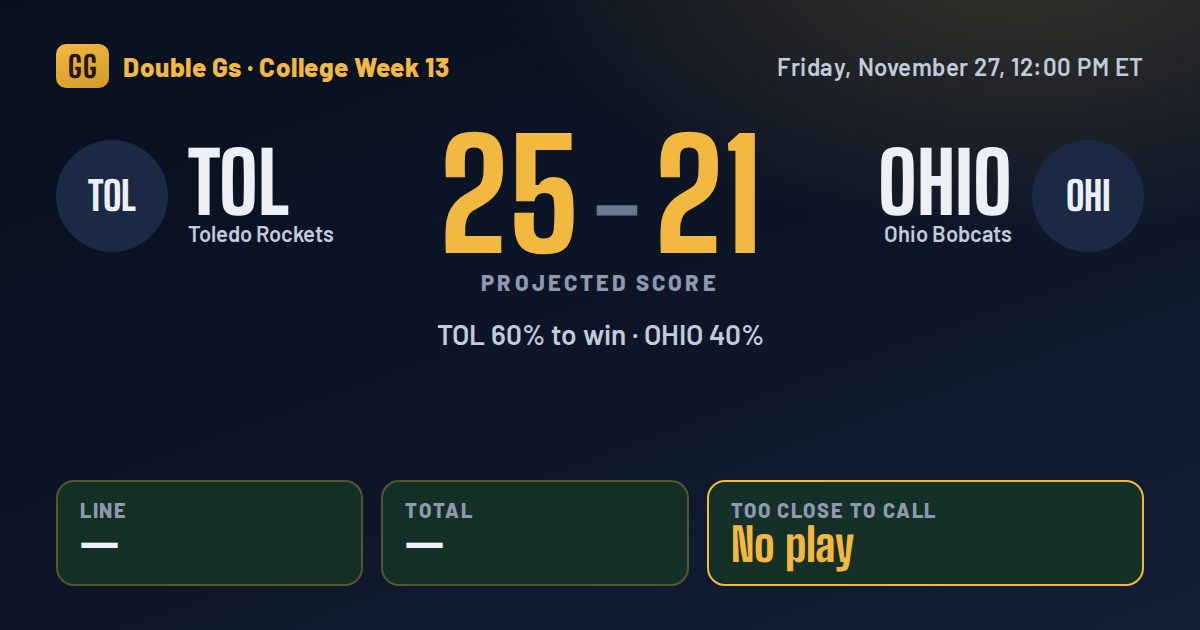 GG Double Gs · College Week 13
Friday, November 27, 12:00 PM ET
TOL
TOL
Toledo Rockets
25 – 21
PROJECTED SCORE
TOL 60% to win · OHIO 40%
OHIO
Ohio Bobcats
OHI
LINE
—
TOTAL
—
TOO CLOSE TO CALL
No play